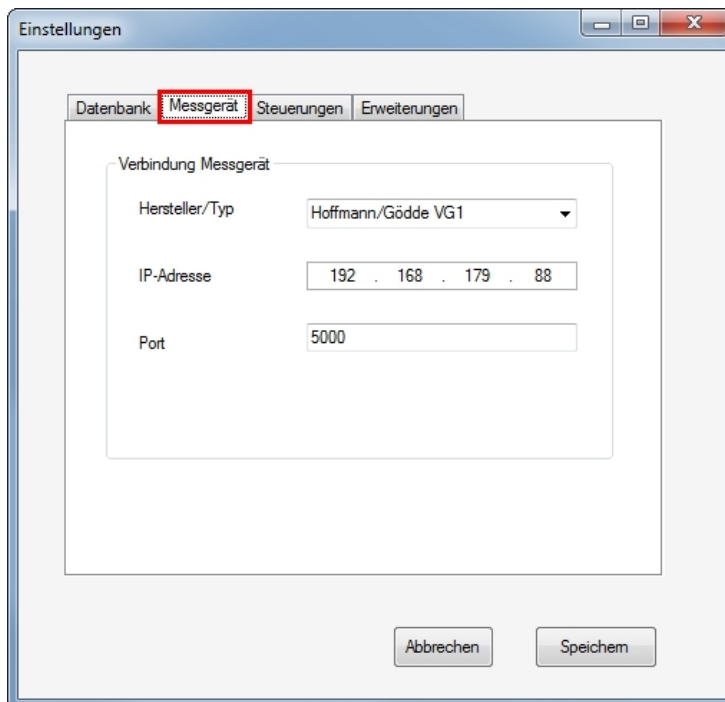 Einstellungen
Datenbank Messgerät Steuerungen Erweiterungen
Verbindung Messgerät
Hersteller/Typ Hoffmann/Gödde VG1
IP-Adresse 192 . 168 . 179 . 88
Port 5000
Abbrechen Speichern